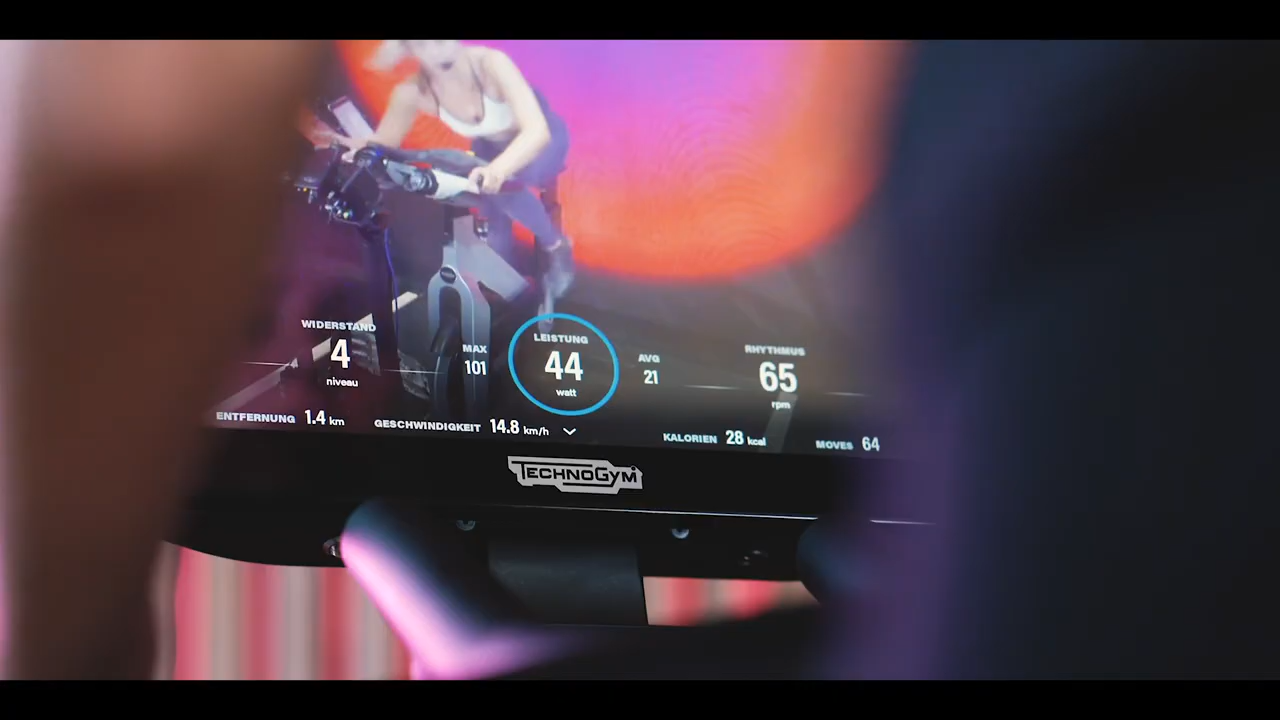 WIDERSTAND
4
niveau
MAX
101
LEISTUNG
44
watt
AVG
21
RHYTHMUS
65
rpm
ENTFERNUNG 1.4 km
GESCHWINDIGKEIT 14.8 km/h
KALORIEN 28 kcal
MOVES 64
TECHNOGYM